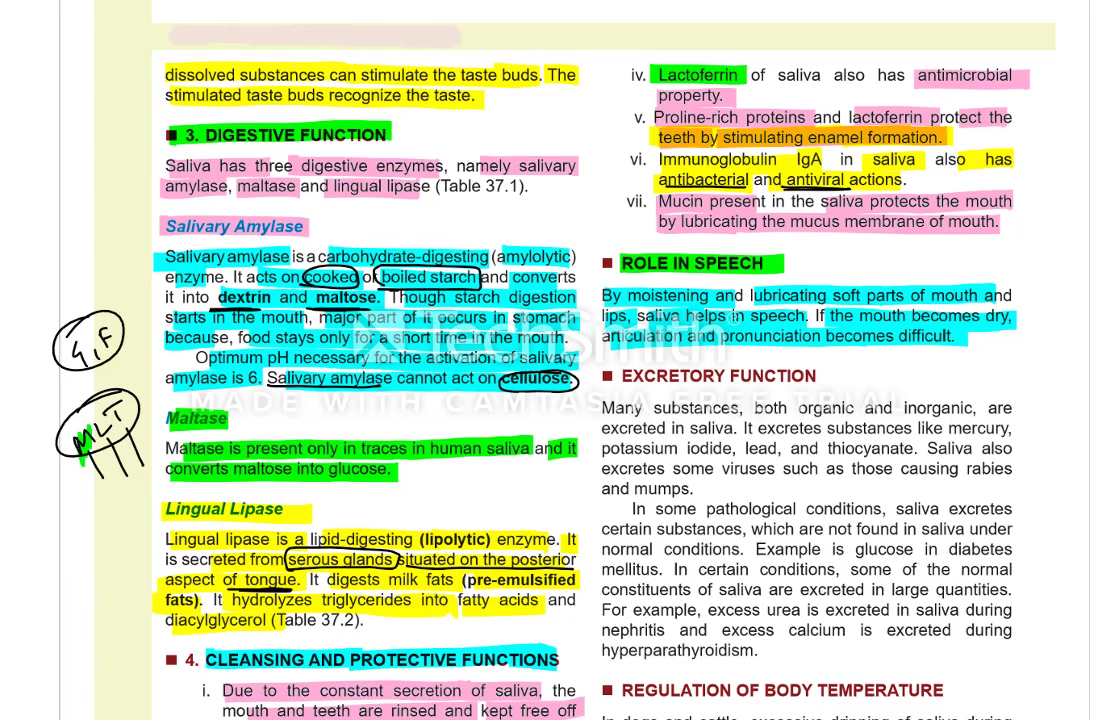 dissolved substances can stimulate the taste buds. The
stimulated taste buds recognize the taste.
3. DIGESTIVE FUNCTION
Saliva has three digestive enzymes, namely salivary
amylase, maltase and lingual lipase (Table 37.1).
Salivary Amylase
Salivary amylase is a carbohydrate-digesting (amylolytic)
enzyme. It acts on cooked or boiled starch and converts
it into dextrin and maltose. Though starch digestion
starts in the mouth, major part of it occurs in stomach
because, food stays only for a short time in the mouth.
Optimum pH necessary for the activation of salivary
amylase is 6. Salivary amylase cannot act on cellulose.
Maltase
Maltase is present only in traces in human saliva and it
converts maltose into glucose.
Lingual Lipase
Lingual lipase is a lipid-digesting (lipolytic) enzyme. It
is secreted from serous glands situated on the posterior
aspect of tongue. It digests milk fats (pre-emulsified
fats). It hydrolyzes triglycerides into fatty acids and
diacylglycerol (Table 37.2).
4. CLEANSING AND PROTECTIVE FUNCTIONS
i. Due to the constant secretion of saliva, the
mouth and teeth are rinsed and kept free off
GIF
MLT
iv. Lactoferrin of saliva also has antimicrobial
property.
v. Proline-rich proteins and lactoferrin protect the
teeth by stimulating enamel formation.
vi. Immunoglobulin IgA in saliva also has
antibacterial and antiviral actions.
vii. Mucin present in the saliva protects the mouth
by lubricating the mucus membrane of mouth.
ROLE IN SPEECH
By moistening and lubricating soft parts of mouth and
lips, saliva helps in speech. If the mouth becomes dry,
articulation and pronunciation becomes difficult.
EXCRETORY FUNCTION
Many substances, both organic and inorganic, are
excreted in saliva. It excretes substances like mercury,
potassium iodide, lead, and thiocyanate. Saliva also
excretes some viruses such as those causing rabies
and mumps.
In some pathological conditions, saliva excretes
certain substances, which are not found in saliva under
normal conditions. Example is glucose in diabetes
mellitus. In certain conditions, some of the normal
constituents of saliva are excreted in large quantities.
For example, excess urea is excreted in saliva during
nephritis and excess calcium is excreted during
hyperparathyroidism.
REGULATION OF BODY TEMPERATURE
TechSmith
MADE WITH CAMTASIA FREE TRIAL
In dogs and cattle, excessive dripping of saliva during